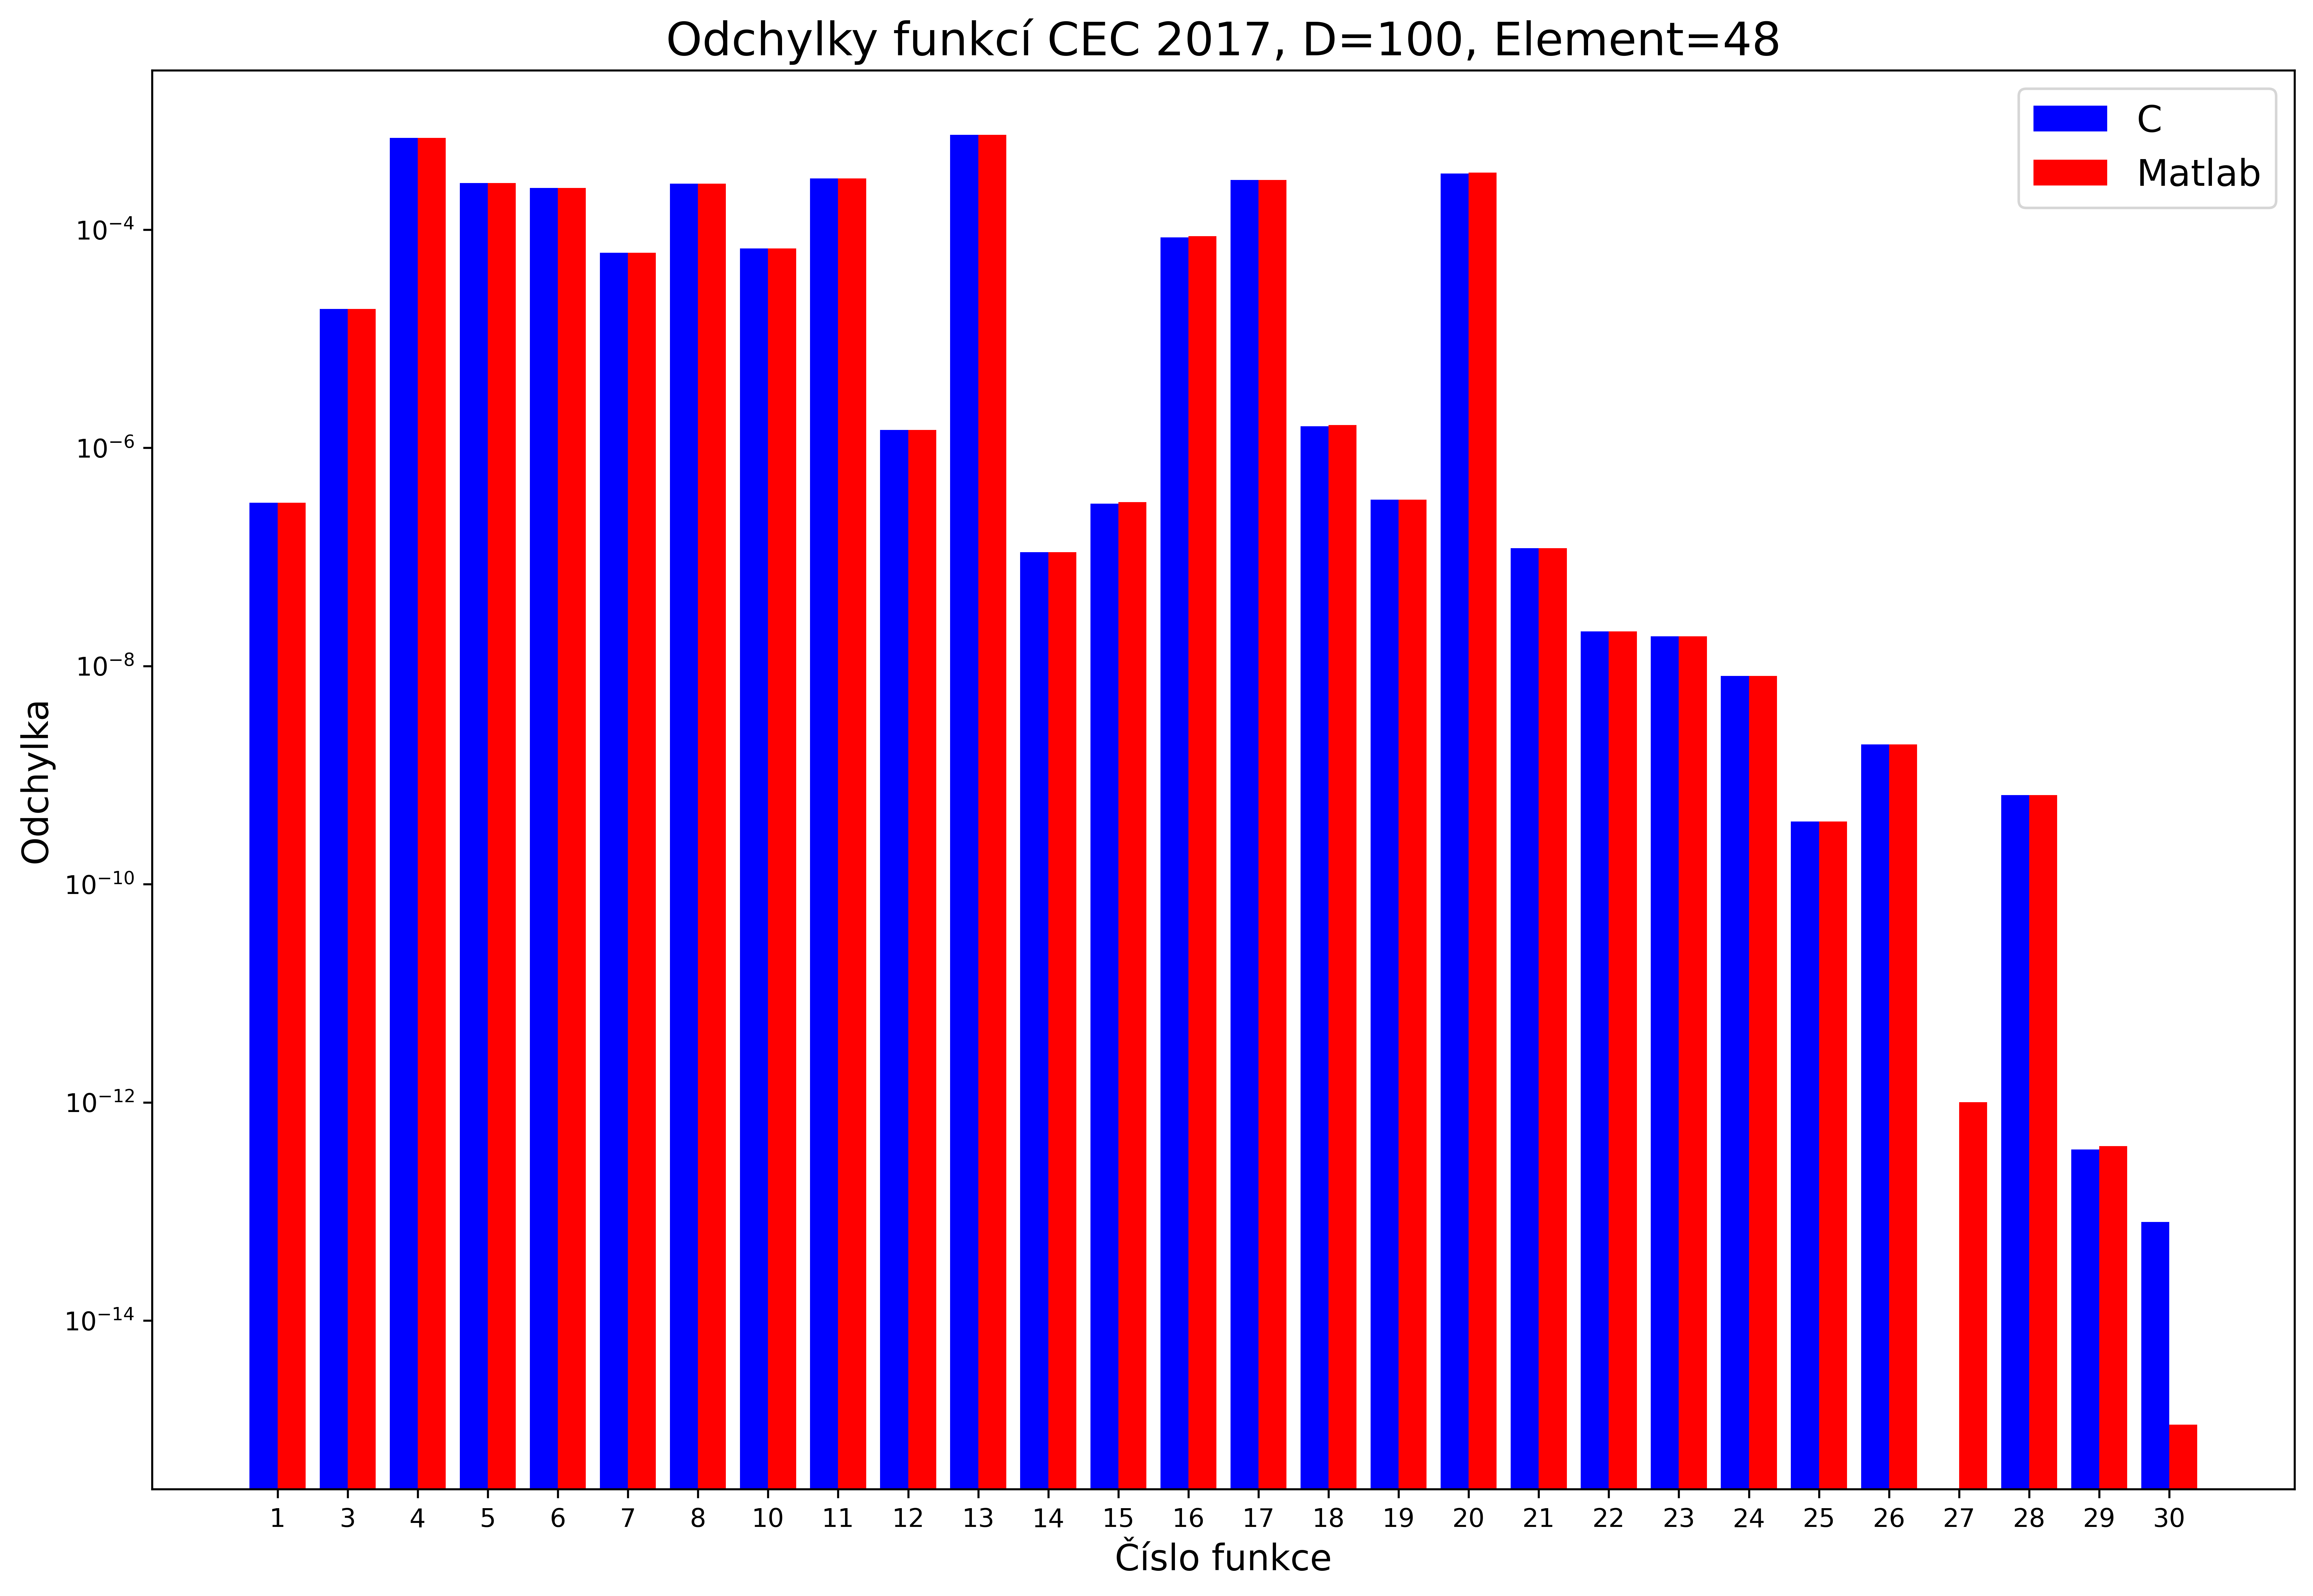 Odchylky funkcí CEC 2017, D=100, Element=48
C
Matlab
Odchylka
10⁻⁴
10⁻⁶
10⁻⁸
10⁻¹⁰
10⁻¹²
10⁻¹⁴
1 3 4 5 6 7 8 10 11 12 13 14 15 16 17 18 19 20 21 22 23 24 25 26 27 28 29 30
Číslo funkce